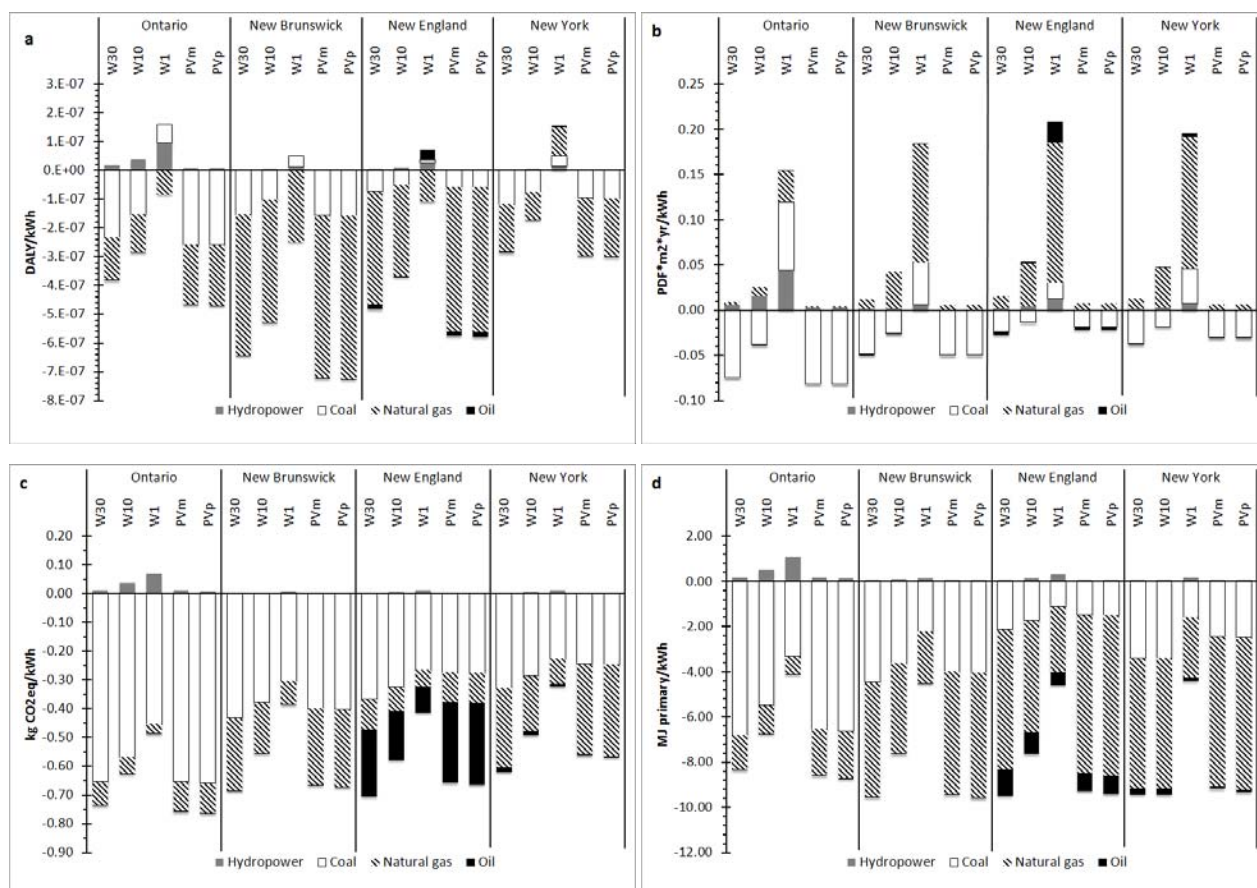 a
Ontario New Brunswick New England New York
W30 W10 W1 PVm PVp W30 W10 W1 PVm PVp W30 W10 W1 PVm PVp W30 W10 W1 PVm PVp
3.E-07
2.E-07
1.E-07
0.E+00
-1.E-07
-2.E-07
-3.E-07
-4.E-07
-5.E-07
-6.E-07
-7.E-07
-8.E-07
DALY/kWh
Hydropower Coal Natural gas Oil
b
Ontario New Brunswick New England New York
W30 W10 W1 PVm PVp W30 W10 W1 PVm PVp W30 W10 W1 PVm PVp W30 W10 W1 PVm PVp
0.25
0.20
0.15
0.10
0.05
0.00
-0.05
-0.10
PDF*m2*yr/kWh
Hydropower Coal Natural gas Oil
c
Ontario New Brunswick New England New York
W30 W10 W1 PVm PVp W30 W10 W1 PVm PVp W30 W10 W1 PVm PVp W30 W10 W1 PVm PVp
0.20
0.10
0.00
-0.10
-0.20
-0.30
-0.40
-0.50
-0.60
-0.70
-0.80
-0.90
kg CO2eq/kWh
Hydropower Coal Natural gas Oil
d
Ontario New Brunswick New England New York
W30 W10 W1 PVm PVp W30 W10 W1 PVm PVp W30 W10 W1 PVm PVp W30 W10 W1 PVm PVp
2.00
0.00
-2.00
-4.00
-6.00
-8.00
-10.00
-12.00
MJ primary/kWh
Hydropower Coal Natural gas Oil